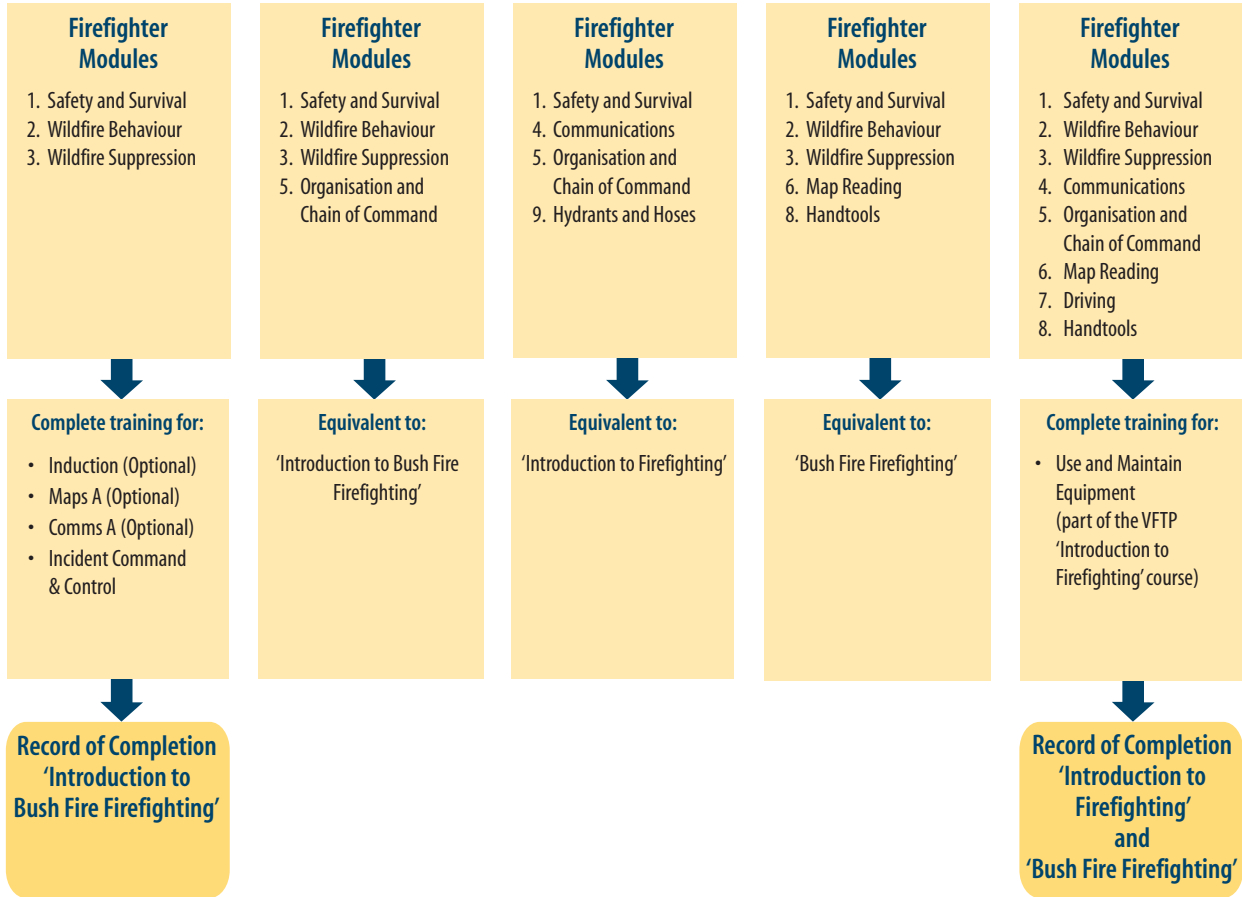 Firefighter
Modules
1. Safety and Survival
2. Wildfire Behaviour
3. Wildfire Suppression
Complete training for:
• Induction (Optional)
• Maps A (Optional)
• Comms A (Optional)
• Incident Command
& Control
Record of Completion
‘Introduction to
Bush Fire Firefighting’
Firefighter
Modules
1. Safety and Survival
2. Wildfire Behaviour
3. Wildfire Suppression
5. Organisation and
Chain of Command
Equivalent to:
‘Introduction to Bush Fire
Firefighting’
Firefighter
Modules
1. Safety and Survival
4. Communications
5. Organisation and
Chain of Command
9. Hydrants and Hoses
Equivalent to:
‘Introduction to Firefighting’
Firefighter
Modules
1. Safety and Survival
2. Wildfire Behaviour
3. Wildfire Suppression
6. Map Reading
8. Handtools
Equivalent to:
‘Bush Fire Firefighting’
Firefighter
Modules
1. Safety and Survival
2. Wildfire Behaviour
3. Wildfire Suppression
4. Communications
5. Organisation and
Chain of Command
6. Map Reading
7. Driving
8. Handtools
Complete training for:
• Use and Maintain
Equipment
(part of the VFTP
‘Introduction to
Firefighting’ course)
Record of Completion
‘Introduction to
Firefighting’
and
‘Bush Fire Firefighting’